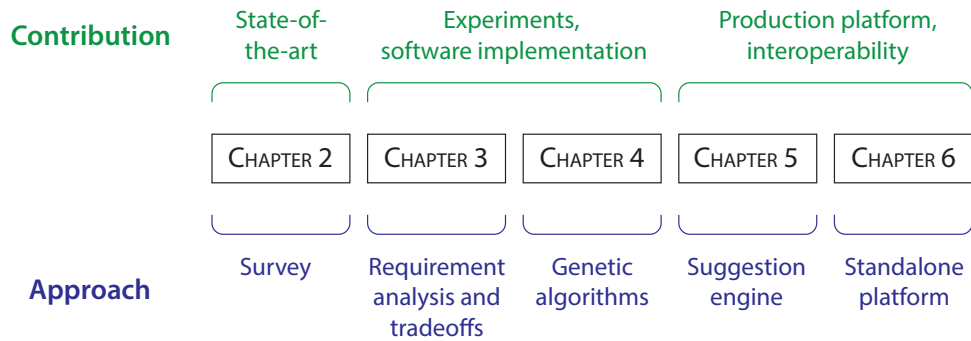 Contribution
State-of-
the-art
Experiments,
software implementation
Production platform,
interoperability
CHAPTER 2
CHAPTER 3
CHAPTER 4
CHAPTER 5
CHAPTER 6
Approach
Survey
Requirement
analysis and
tradeoffs
Genetic
algorithms
Suggestion
engine
Standalone
platform